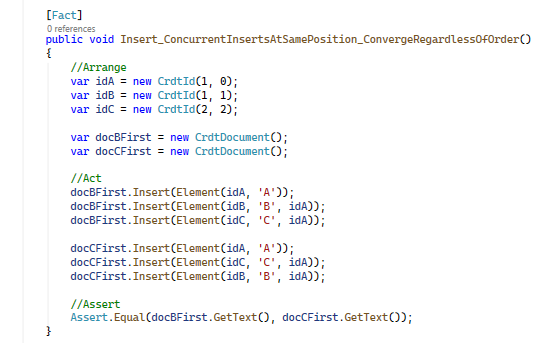 [Fact]
0 references
public void Insert_ConcurrentInsertsAtSamePosition_ConvergeRegardlessOfOrder()
{
//Arrange
var idA = new CrdtId(1, 0);
var idB = new CrdtId(1, 1);
var idC = new CrdtId(2, 2);
var docBFirst = new CrdtDocument();
var docCFirst = new CrdtDocument();
//Act
docBFirst.Insert(Element(idA, 'A'));
docBFirst.Insert(Element(idB, 'B', idA));
docBFirst.Insert(Element(idC, 'C', idA));
docCFirst.Insert(Element(idA, 'A'));
docCFirst.Insert(Element(idC, 'C', idA));
docCFirst.Insert(Element(idB, 'B', idA));
//Assert
Assert.Equal(docBFirst.GetText(), docCFirst.GetText());
}